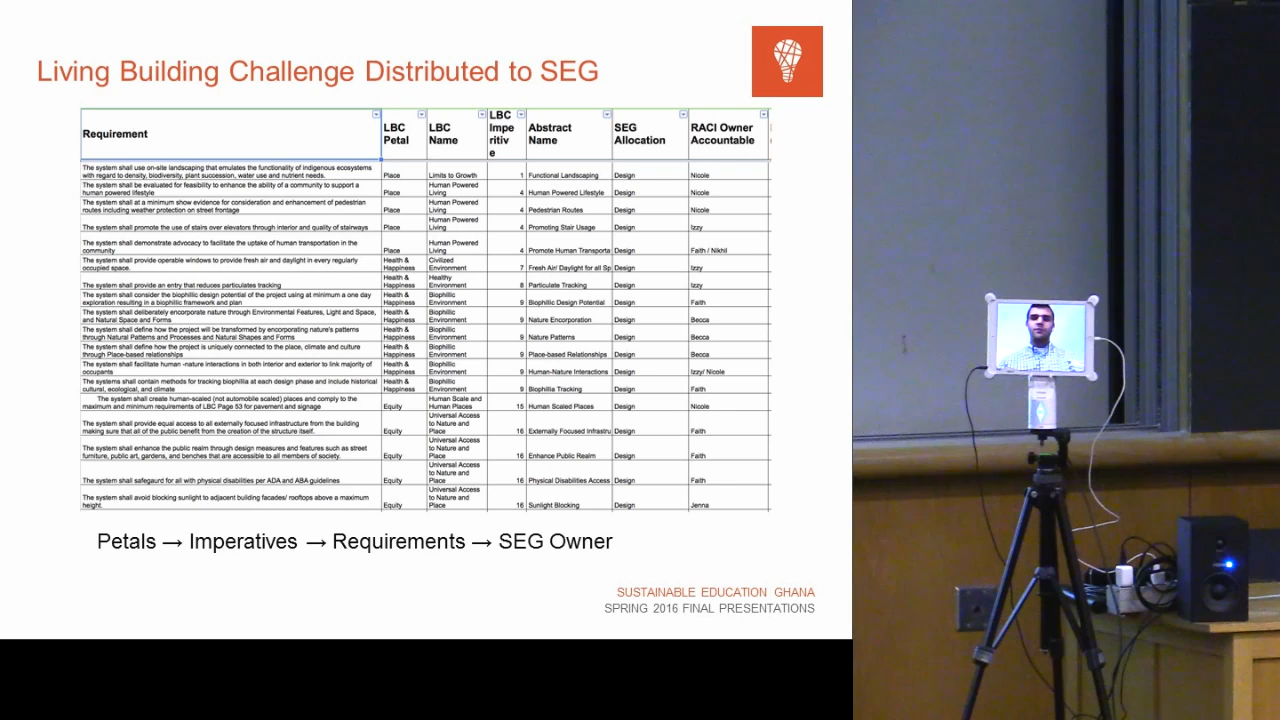 Living Building Challenge Distributed to SEG
Requirement
LBC
Petal
LBC
Name
LBC
Impe
ritiv
e
Abstract
Name
SEG
Allocation
RACI Owner
Accountable
The system shall use on-site landscaping that emulates the functionality of indigenous ecosystems
with regard to density, biodiversity, plant succession, water use and nutrient needs.
Place
Limits to Growth
1
Functional Landscaping
Design
Nicole
The system shall be evaluated for feasibility to enhance the ability of a community to support a
human powered lifestyle
Place
Human Powered
Living
4
Human Powered Lifestyle
Design
Nicole
The system shall at a minimum show evidence for consideration and enhancement of pedestrian
routes including weather protection on street frontage
Place
Human Powered
Living
4
Pedestrian Routes
Design
Nicole
The system shall promote the use of stairs over elevators through interior and quality of stairways
Place
Human Powered
Living
4
Promoting Stair Usage
Design
Izzy
The system shall demonstrate advocacy to facilitate the uptake of human transportation in the
community
Place
Human Powered
Living
4
Promote Human Transporta
Design
Faith / Nikhil
The system shall provide operable windows to provide fresh air and daylight in every regularly
occupied space.
Health &
Happiness
Civilized
Environment
7
Fresh Air/ Daylight for all Sp
Design
Izzy
The system shall provide an entry that reduces particulates tracking
Health &
Happiness
Healthy
Environment
8
Particulate Tracking
Design
Izzy
The system shall consider the biophilic design potential of the project using at minimum a one day
exploration resulting in a biophilic framework and plan
Health &
Happiness
Biophilic
Environment
9
Biophilic Design Potential
Design
Faith
The system shall deliberately encorporate nature through Environmental Features, Light and Space,
and Natural Space and Forms
Health &
Happiness
Biophilic
Environment
9
Nature Encorporation
Design
Becca
The system shall define how the project will be transformed by encorporating nature's patterns
through Natural Patterns and Processes and Natural Shapes and Forms
Health &
Happiness
Biophilic
Environment
9
Nature Patterns
Design
Becca
The system shall define how the project is uniquely connected to the place, climate and culture
through Place-based relationships
Health &
Happiness
Biophilic
Environment
9
Place-based Relationships
Design
Becca
The system shall facilitate human -nature interactions in both interior and exterior to link majority of
occupants
Health &
Happiness
Biophilic
Environment
9
Human-Nature Interactions
Design
Izzy/ Nicole
The systems shall contain methods for tracking biophilia at each design phase and include historical
cultural, ecological, and climate
Health &
Happiness
Biophilic
Environment
9
Biophillia Tracking
Design
Faith
The system shall create human-scaled (not automobile scaled) places and comply to the
maximum and minimum requirements of LBC Page 53 for pavement and signage
Equity
Human Scale and
Human Places
15
Human Scaled Places
Design
Nicole
The system shall provide equal access to externally focused infrastructure from the building
making sure that all of the public benefit from the creation of the structure itself.
Equity
Universal Access
to Nature and
Place
16
Externally Focused Infrastru
Design
Faith
The system shall enhance the public realm through design measures and features such as street
furniture, public art, gardens, and benches that are accessible to all members of society.
Equity
Universal Access
to Nature and
Place
16
Enhance Public Realm
Design
Faith
The system shall safegaurd for all with physical disabilities per ADA and ABA guidelines
Equity
Universal Access
to Nature and
Place
16
Physical Disabilities Access
Design
Faith
The system shall avoid blocking sunlight to adjacent building facades/ rooftops above a maximum
height.
Equity
Universal Access
to Nature and
Place
16
Sunlight Blocking
Design
Jenna
Petals → Imperatives → Requirements → SEG Owner
SUSTAINABLE EDUCATION GHANA
SPRING 2016 FINAL PRESENTATIONS